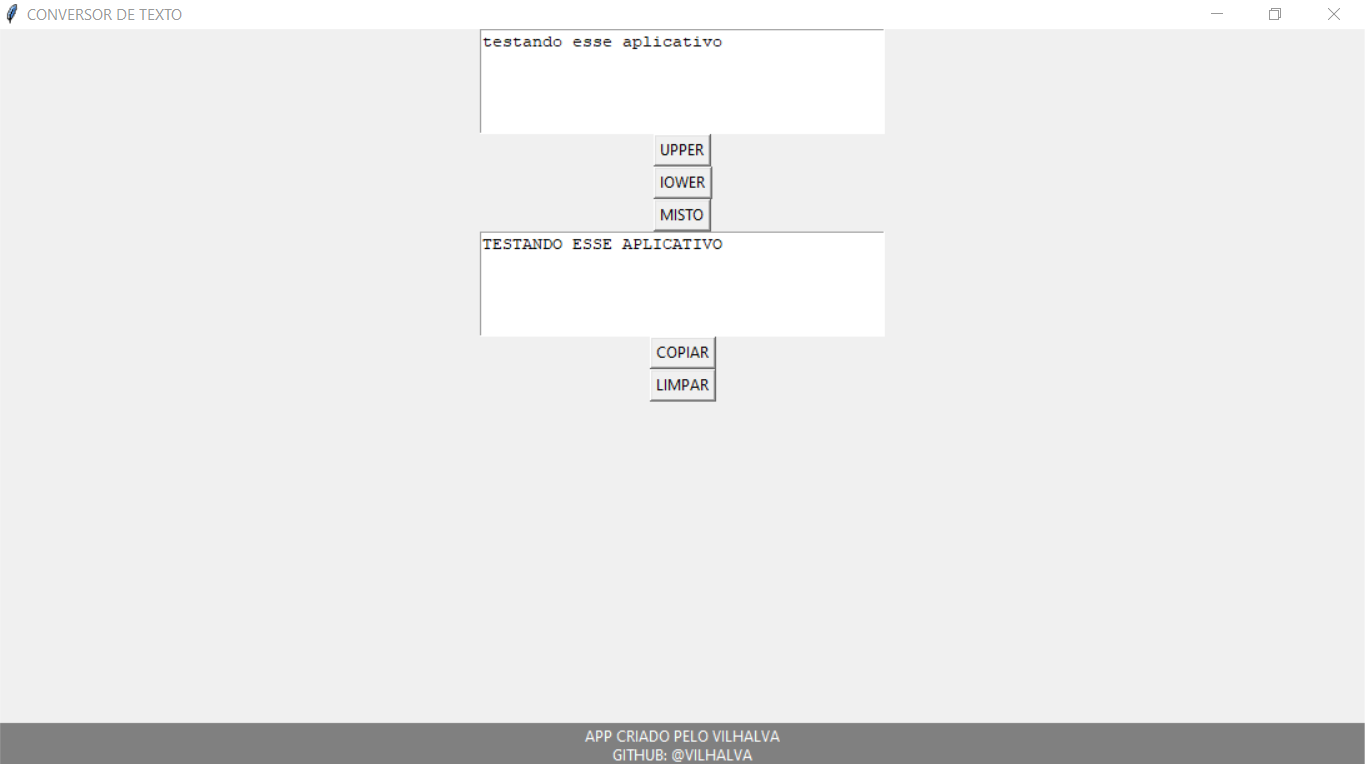 CONVERSOR DE TEXTO
testando esse aplicativo
UPPER
lOWER
MISTO
TESTANDO ESSE APLICATIVO
COPIAR
LIMPAR
APP CRIADO PELO VILHALVA
GITHUB: @VILHALVA